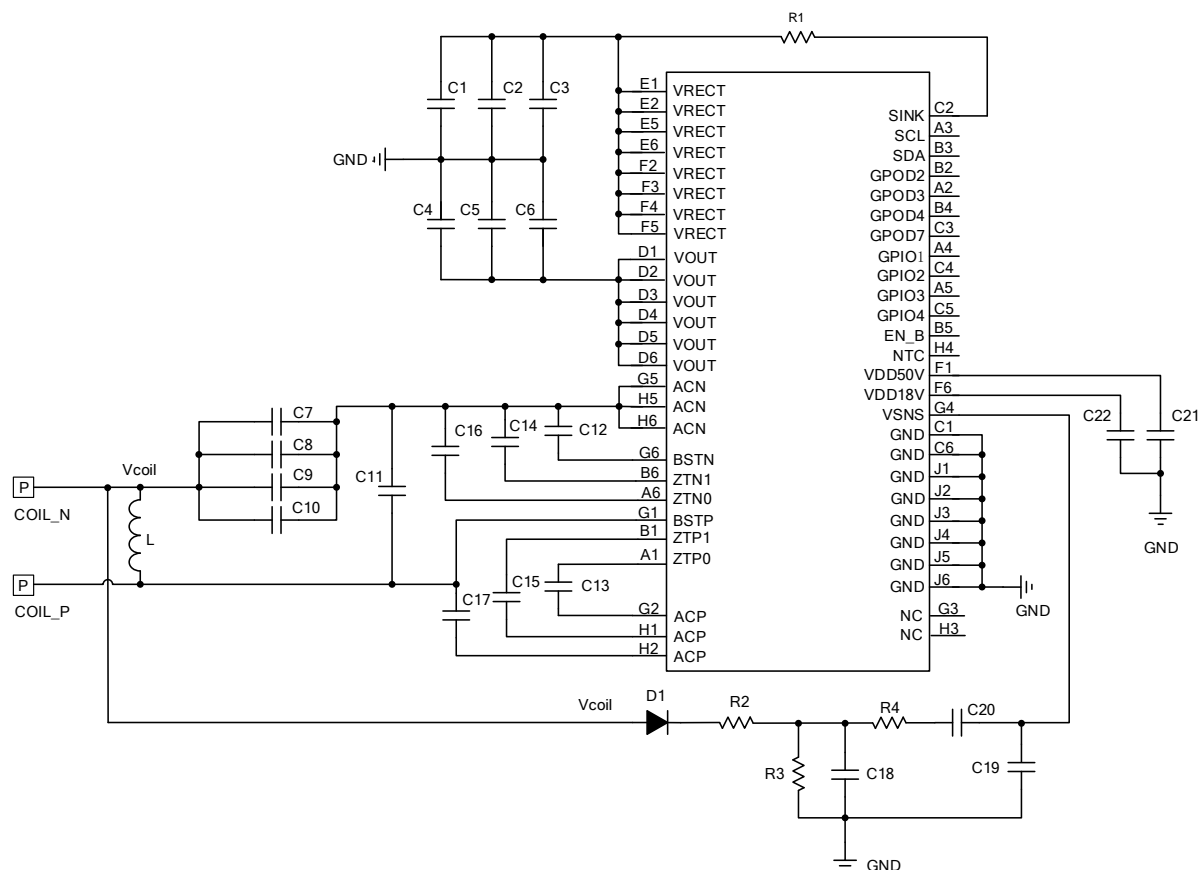 R1
C1
C2
C3
GND
C4
C5
C6
E1 VRECT
E2 VRECT
E5 VRECT
E6 VRECT
F2 VRECT
F3 VRECT
F4 VRECT
F5 VRECT
D1 VOUT
D2 VOUT
D3 VOUT
D4 VOUT
D5 VOUT
D6 VOUT
G5 ACN
H5 ACN
H6 ACN
G6 BSTN
B6 ZTN1
A6 ZTN0
G1 BSTP
B1 ZTP1
A1 ZTP0
G2 ACP
H1 ACP
H2 ACP
SINK C2
SCL A3
SDA B3
GPOD2 B2
GPOD3 A2
GPOD4 B4
GPOD7 C3
GPIO1 A4
GPIO2 C4
GPIO3 A5
GPIO4 C5
EN_B B5
NTC H4
VDD50V F1
VDD18V F6
VSNS G4
GND C1
GND C6
GND J1
GND J2
GND J3
GND J4
GND J5
GND J6
NC G3
NC H3
GND
C22
C21
GND
C7
C8
C9
C10
C11
C16
C14
C12
C17
C15
C13
Vcoil
P
COIL_N
L
P
COIL_P
Vcoil
D1
R2
R4
C20
R3
C18
C19
GND